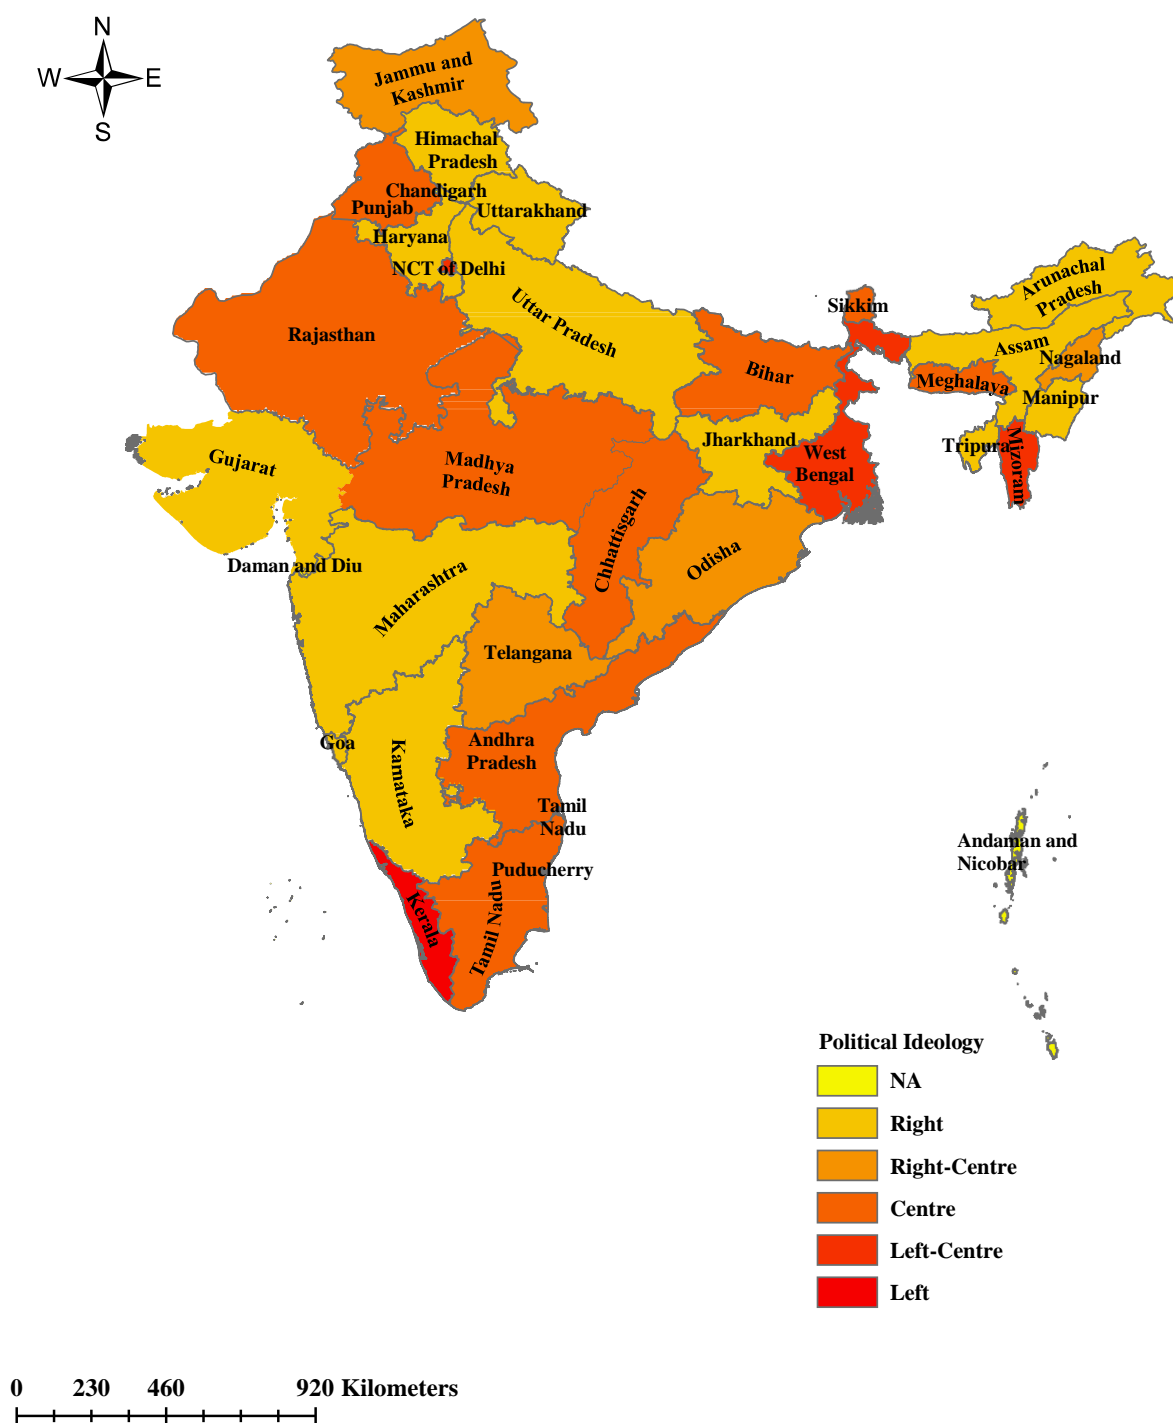 N
W E
S
Jammu and
Kashmir
Himachal
Pradesh
Chandigarh
Punjab
Uttarakhand
Haryana
NCT of Delhi
Arunachal
Pradesh
Uttar Pradesh
Sikkim
Rajasthan
Assam
Nagaland
Bihar
Meghalaya
Manipur
Jharkhand
Tripura
Mizoram
West
Bengal
Gujarat
Madhya
Pradesh
Chhattisgarh
Odisha
Daman and Diu
Maharashtra
Telangana
Goa
Karnataka
Andhra
Pradesh
Tamil
Nadu
Andaman and
Nicobar
Puducherry
Kerala
Tamil Nadu
Political Ideology
NA
Right
Right-Centre
Centre
Left-Centre
Left
0 230 460 920 Kilometers